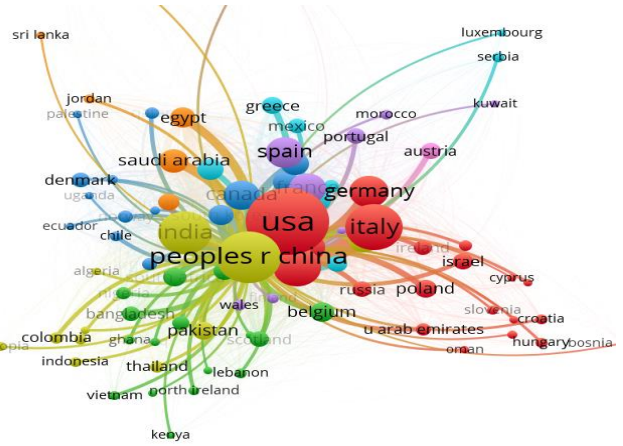 luxembourg
sri lanka
serbia
jordan
kuwait
palestine
egypt
greece
morocco
mexico
portugal
spain
austria
saudi arabia
denmark
canada
franc
germany
uganda
ecuador
chile
india
usa
italy
peoples r china
ireland
israel
algeria
cyprus
russia
poland
wales
bangladesh
belgium
slovenia
croatia
colombia
ghana
pakistan
scotland
u arab emirates
hungary
bosnia
opia
oman
indonesia
thailand
lebanon
vietnam
north ireland
kenya